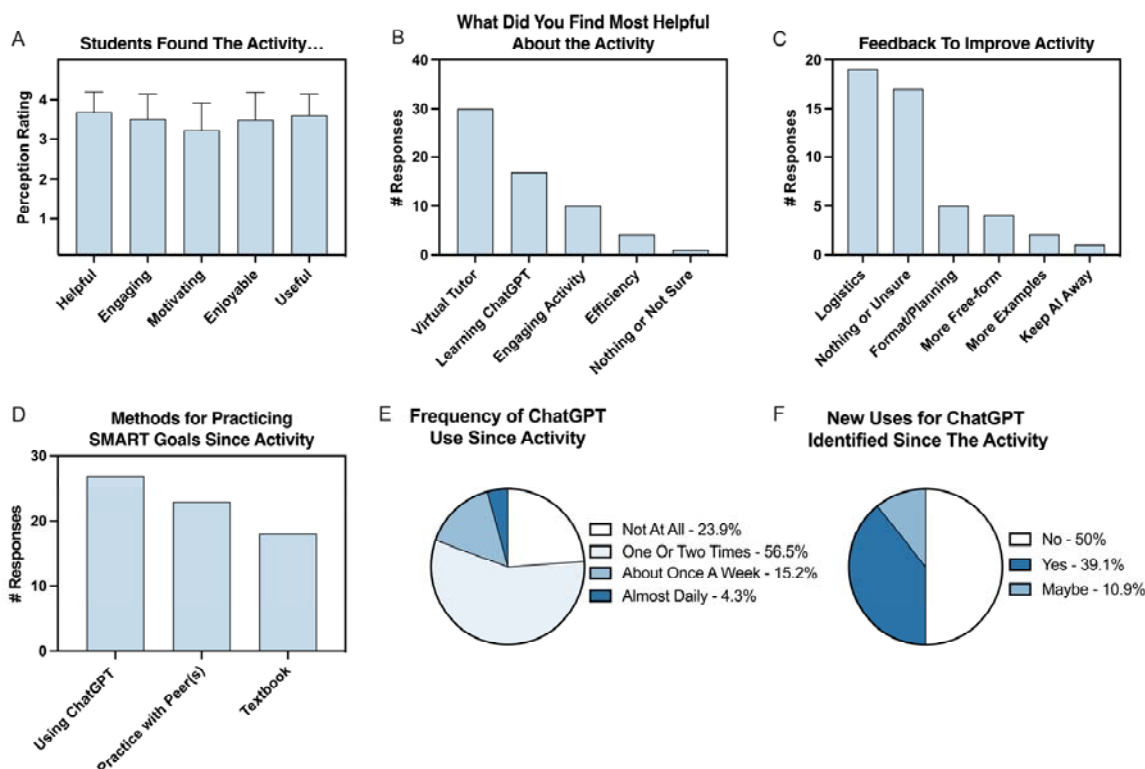 A
Students Found The Activity...
Perception Rating
4
3
2
1
Helpful
Engaging
Motivating
Enjoyable
Useful
B
What Did You Find Most Helpful
About the Activity
# Responses
40
30
20
10
0
Virtual Tutor
Learning ChatGPT
Engaging Activity
Efficiency
Nothing or Not Sure
C
Feedback To Improve Activity
# Responses
20
15
10
5
0
Logistics
Nothing or Unsure
Format/Planning
More Free-form
More Examples
Keep AI Away
D
Methods for Practicing
SMART Goals Since Activity
# Responses
30
20
10
0
Using ChatGPT
Practice with Peer(s)
Textbook
E
Frequency of ChatGPT
Use Since Activity
Not At All - 23.9%
One Or Two Times - 56.5%
About Once A Week - 15.2%
Almost Daily - 4.3%
F
New Uses for ChatGPT
Identified Since The Activity
No - 50%
Yes - 39.1%
Maybe - 10.9%